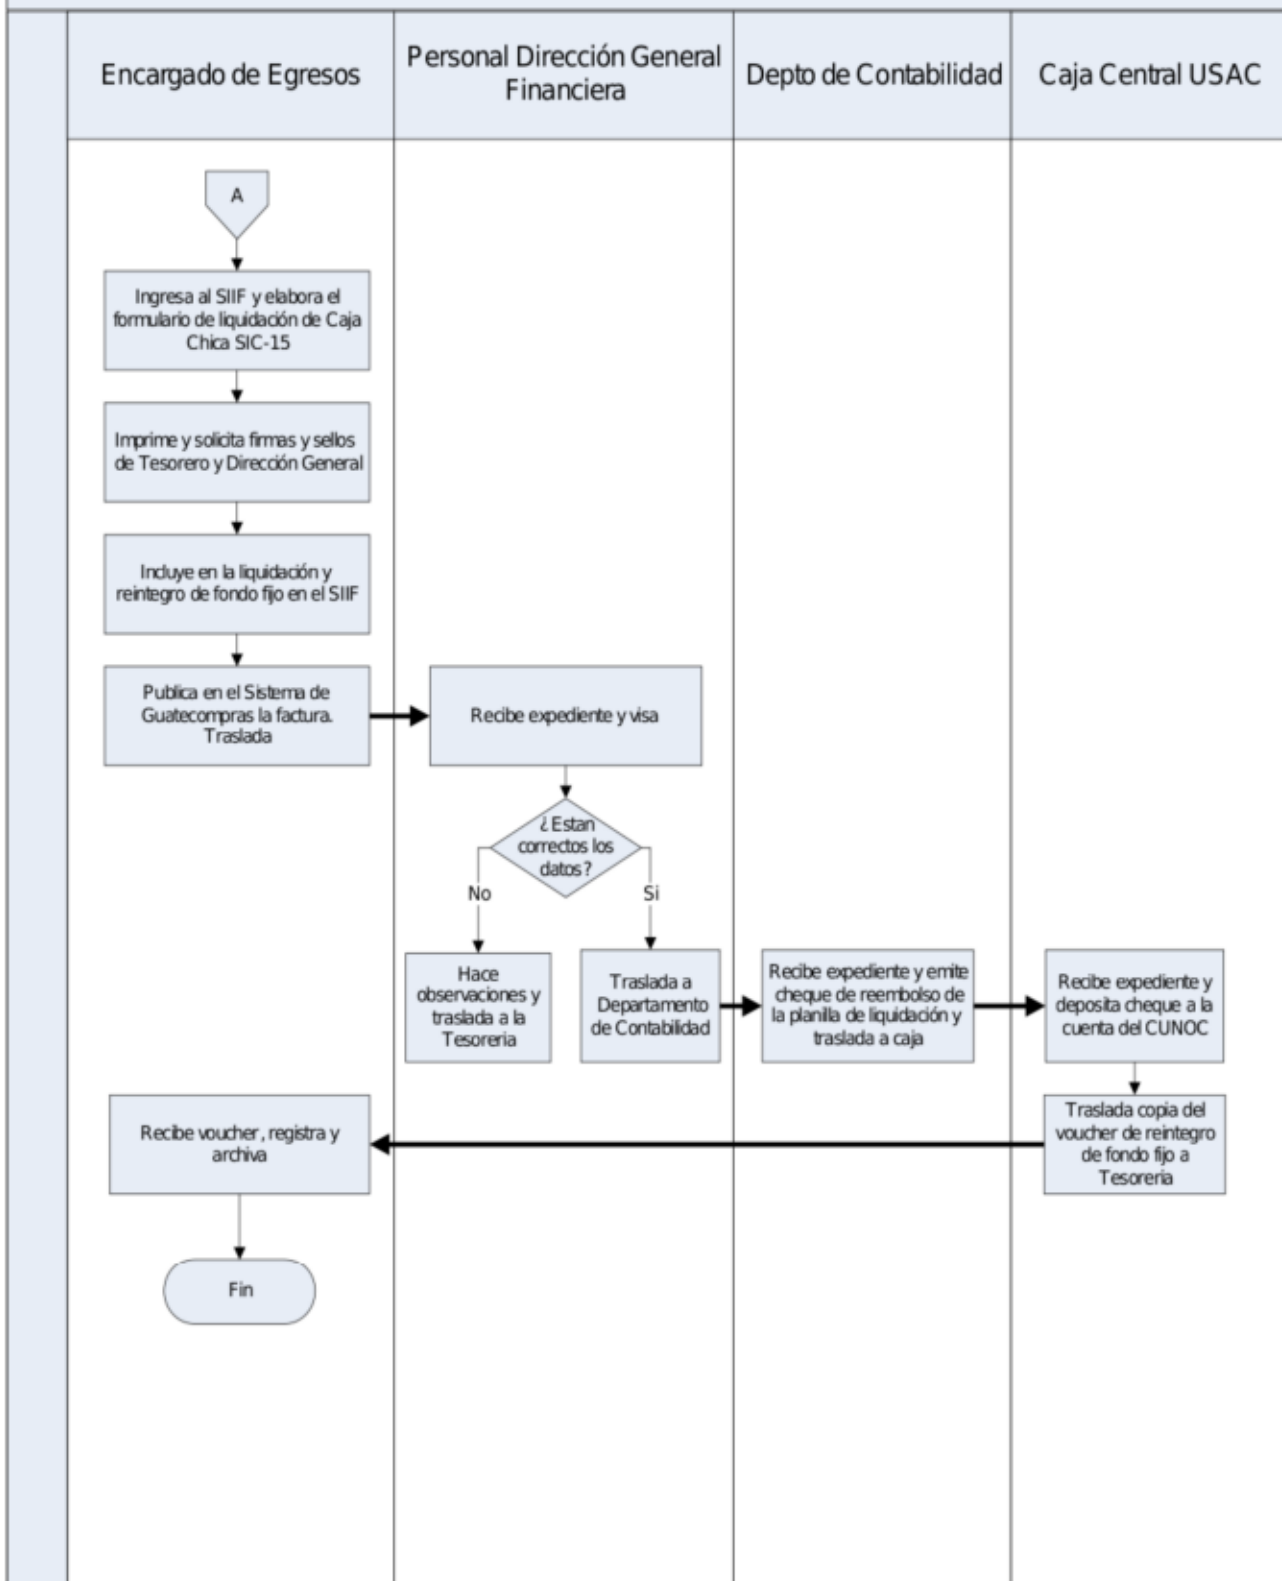 Encargado de Egresos
Personal Dirección General
Financiera
Depto de Contabilidad
Caja Central USAC
A
Ingresa al SIIF y elabora el
formulario de liquidación de Caja
Chica SIC-15
Imprime y solicita firmas y sellos
de Tesorero y Dirección General
Incluye en la liquidación y
reintegro de fondo fijo en el SIIF
Publica en el Sistema de
Guatecompras la factura.
Traslada
Recibe expediente y visa
¿Estan
correctos los
datos?
No
Si
Hace
observaciones y
traslada a la
Tesoreria
Traslada a
Departamento
de Contabilidad
Recibe expediente y emite
cheque de reembolso de
la planilla de liquidación y
traslada a caja
Recibe expediente y
deposita cheque a la
cuenta del CUNOC
Traslada copia del
voucher de reintegro
de fondo fijo a
Tesoreria
Recibe voucher, registra y
archiva
Fin